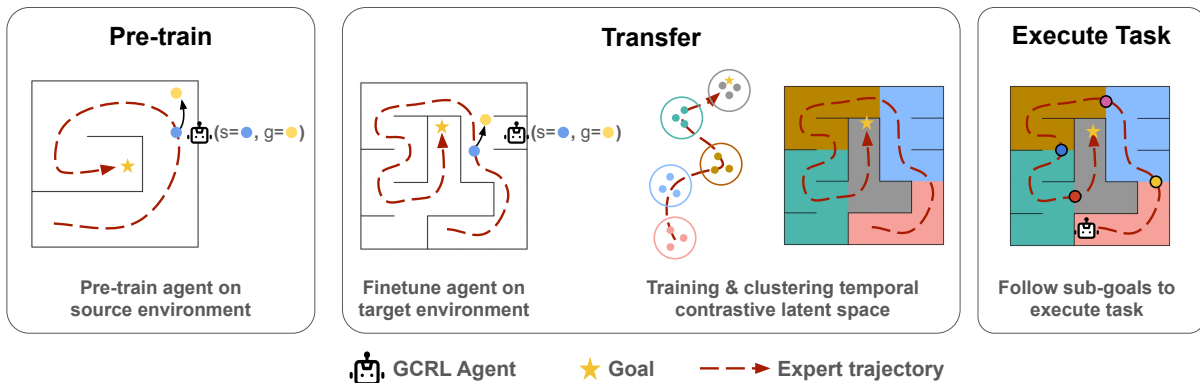 Pre-train
(s=, g=)
Pre-train agent on
source environment
Transfer
(s=, g=)
Finetune agent on
target environment
Training & clustering temporal
contrastive latent space
Execute Task
Follow sub-goals to
execute task
GCRL Agent
Goal
Expert trajectory